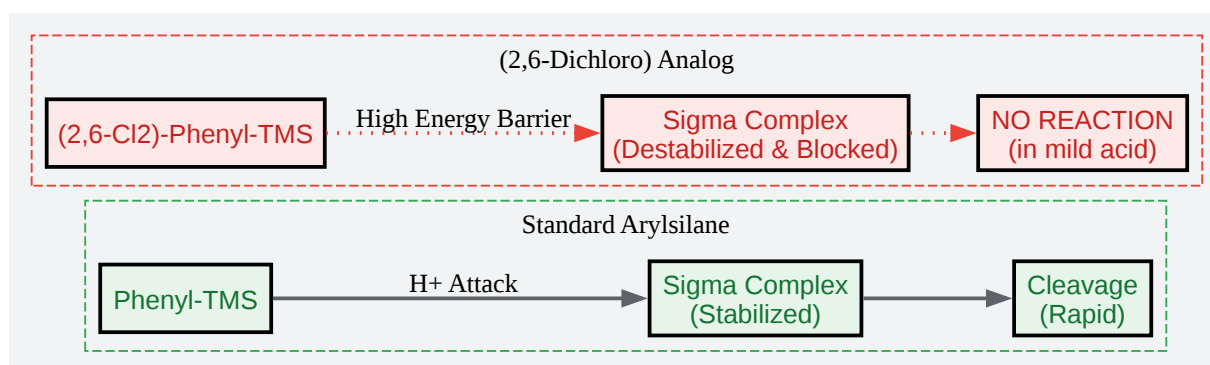 (2,6-Dichloro) Analog
(2,6-Cl2)-Phenyl-TMS
High Energy Barrier
Sigma Complex
(Destabilized & Blocked)
NO REACTION
(in mild acid)
Standard Arylsilane
Phenyl-TMS
H+ Attack
Sigma Complex
(Stabilized)
Cleavage
(Rapid)